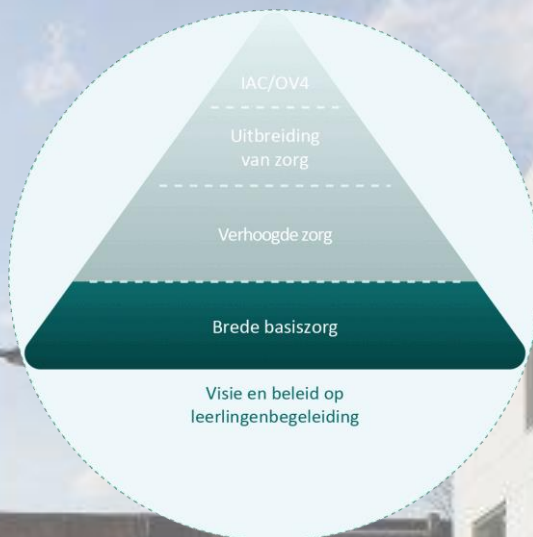 IAC/OV4
Uitbreiding
van zorg
Verhoogde zorg
Brede basiszorg
Visie en beleid op
leerlingenbegeleiding